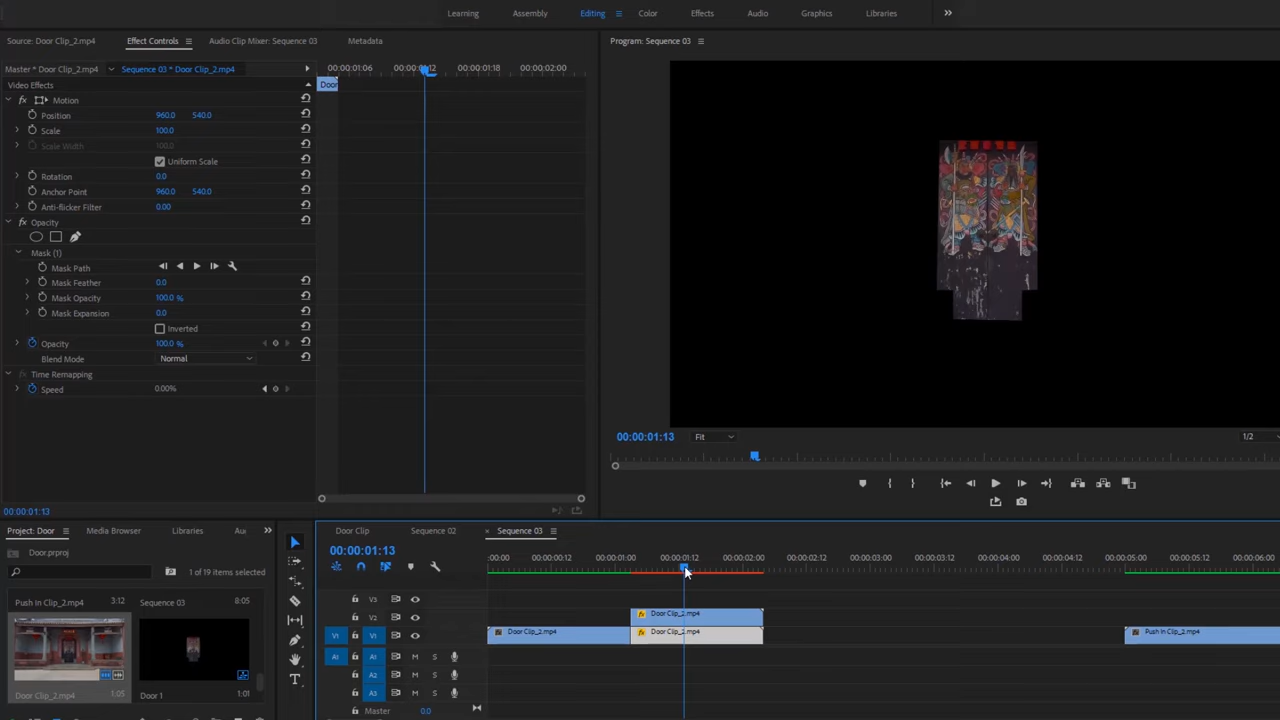 Learning Assembly Editing Color Effects Audio Graphics Libraries
Source: Door Clip_2.mp4 Effect Controls Audio Clip Mixer: Sequence 03 Metadata
Program: Sequence 03
Master * Door Clip_2.mp4 Sequence 03 * Door Clip_2.mp4
00:00:01:06 00:00:01:12 00:00:01:18 00:00:02:00
Video Effects
Door
fx Motion
Position 960.0 540.0
Scale 100.0
Scale Width 100.0
Uniform Scale
Rotation 0.0
Anchor Point 960.0 540.0
Anti-flicker Filter 0.00
fx Opacity
Mask (1)
Mask Path
Mask Feather 0.0
Mask Opacity 100.0 %
Mask Expansion 0.0
Inverted
Opacity 100.0 %
Blend Mode Normal
Time Remapping
Speed 0.00%
00:00:01:13
00:00:01:13 Fit 1/2
Project: Door Media Browser Libraries Au
Door.prproj
1 of 19 items selected
Push In Clip_2.mp4 3:12
Sequence 03 8:05
Door Clip_2.mp4 1:05
Door 1 1:01
Door Clip Sequence 02 Sequence 03
00:00:01:13
:00:00 00:00:00:12 00:00:01:00 00:00:01:12 00:00:02:00 00:00:02:12 00:00:03:00 00:00:03:12 00:00:04:00 00:00:04:12 00:00:05:00 00:00:05:12 00:00:06:00
V3
V2 fx Door Clip_2.mp4
V1 V1 Door Clip_2.mp4 fx Door Clip_2.mp4 Push In Clip_2.mp4
A1 A1 M S
A2 M S
A3 M S
Master 0.0